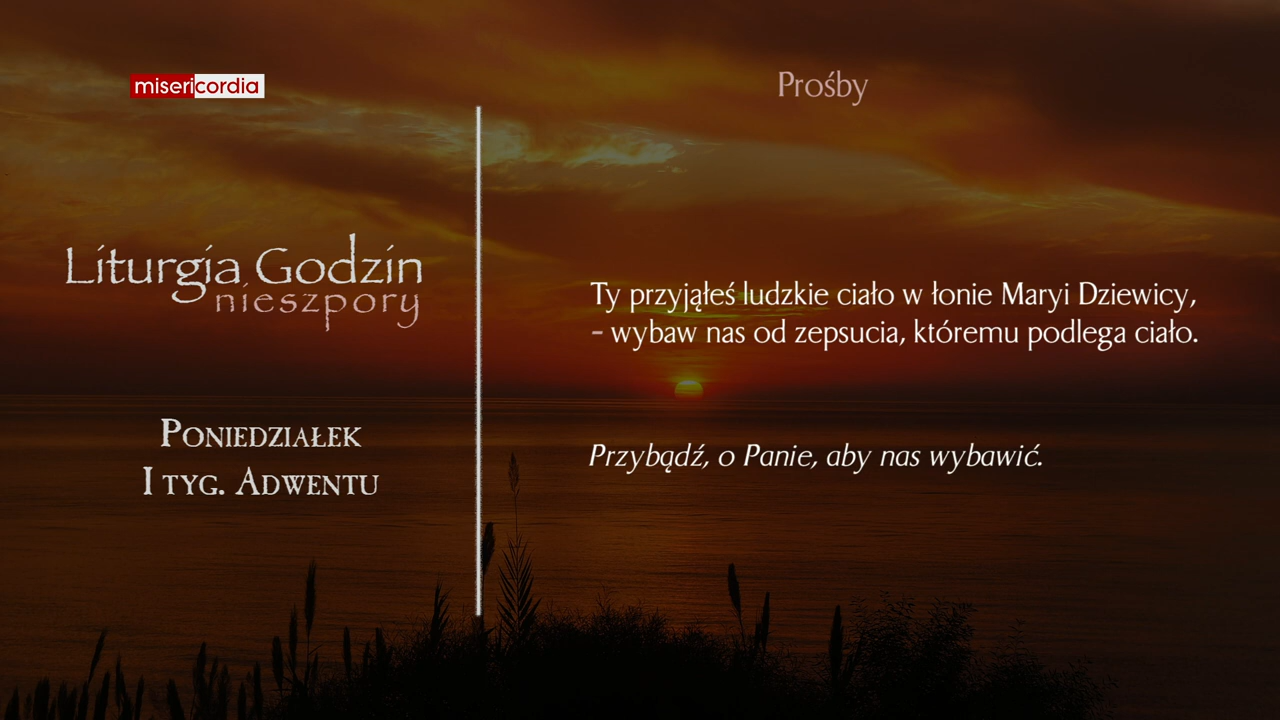 misericordia
Prośby
Liturgia Godzin
nieszpory
Poniedziałek
I tyg. Adwentu
Ty przyjąłeś ludzkie ciało w łonie Maryi Dziewicy,
– wybaw nas od zepsucia, któremu podlega ciało.
Przybądź, o Panie, aby nas wybawić.